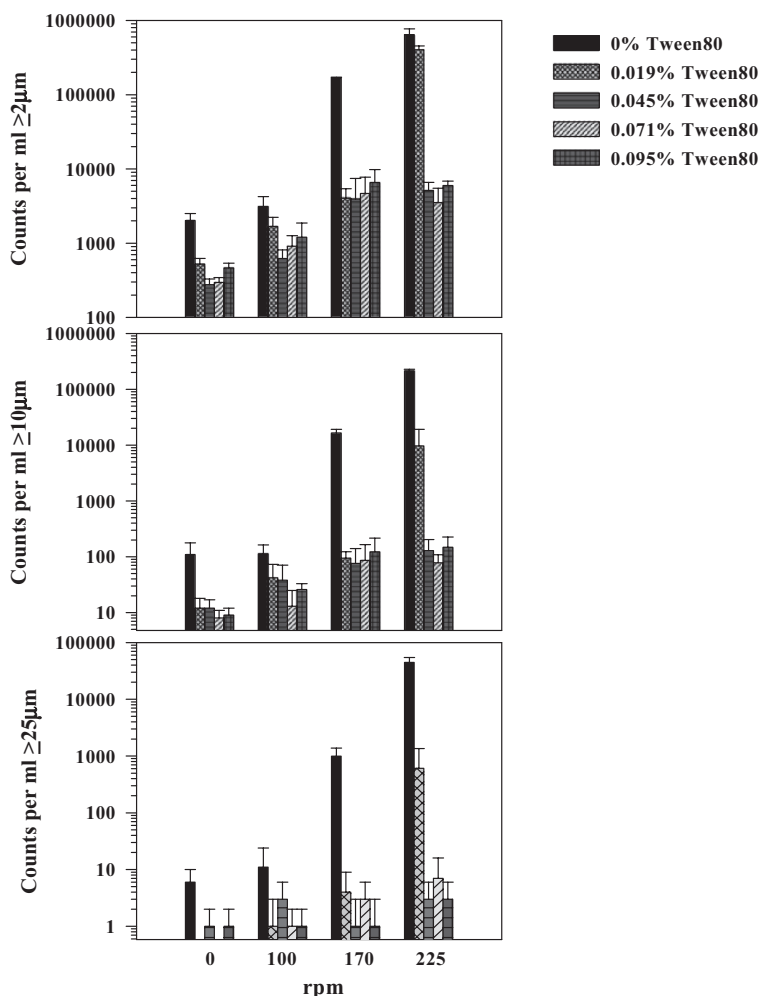 Counts per ml ≥2µm
1000000
100000
10000
1000
100
0% Tween80
0.019% Tween80
0.045% Tween80
0.071% Tween80
0.095% Tween80
Counts per ml ≥10µm
1000000
100000
10000
1000
100
10
Counts per ml ≥25µm
100000
10000
1000
100
10
1
0 100 170 225
rpm